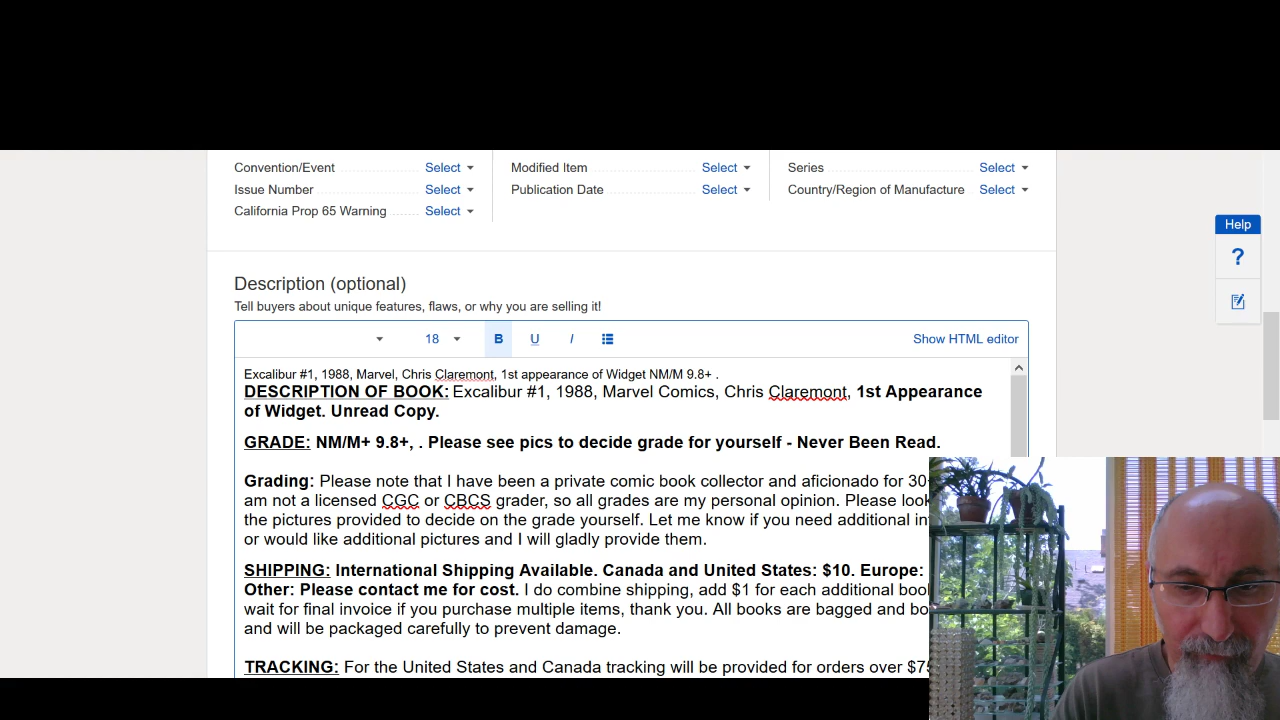 Convention/Event Select Modified Item Select Series Select
Issue Number Select Publication Date Select Country/Region of Manufacture Select
California Prop 65 Warning Select
Help
?
Description (optional)
Tell buyers about unique features, flaws, or why you are selling it!
18 B U I Show HTML editor
Excalibur #1, 1988, Marvel, Chris Claremont, 1st appearance of Widget NM/M 9.8+ .
DESCRIPTION OF BOOK: Excalibur #1, 1988, Marvel Comics, Chris Claremont, 1st Appearance
of Widget. Unread Copy.
GRADE: NM/M+ 9.8+, . Please see pics to decide grade for yourself - Never Been Read.
Grading: Please note that I have been a private comic book collector and aficionado for 30
am not a licensed CGC or CBCS grader, so all grades are my personal opinion. Please look
the pictures provided to decide on the grade yourself. Let me know if you need additional
or would like additional pictures and I will gladly provide them.
SHIPPING: International Shipping Available. Canada and United States: $10. Europe:
Other: Please contact me for cost. I do combine shipping, add $1 for each additional
wait for final invoice if you purchase multiple items, thank you. All books are bagged and
and will be packaged carefully to prevent damage.
TRACKING: For the United States and Canada tracking will be provided for orders over